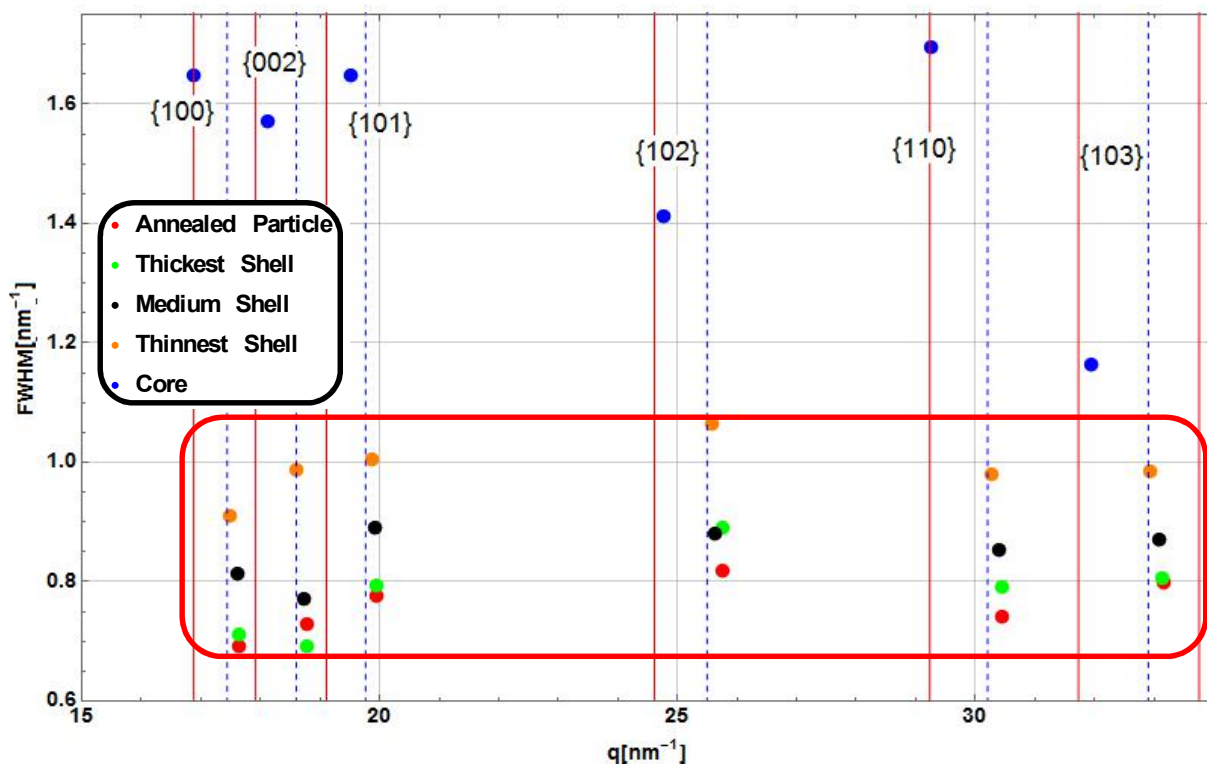 {002}
{100}
{101}
{102}
{110}
{103}
1.6
1.4
1.2
1.0
0.8
0.6
FWHM[nm⁻¹]
Annealed Particle
Thickest Shell
Medium Shell
Thinnest Shell
Core
15
20
25
30
q[nm⁻¹]